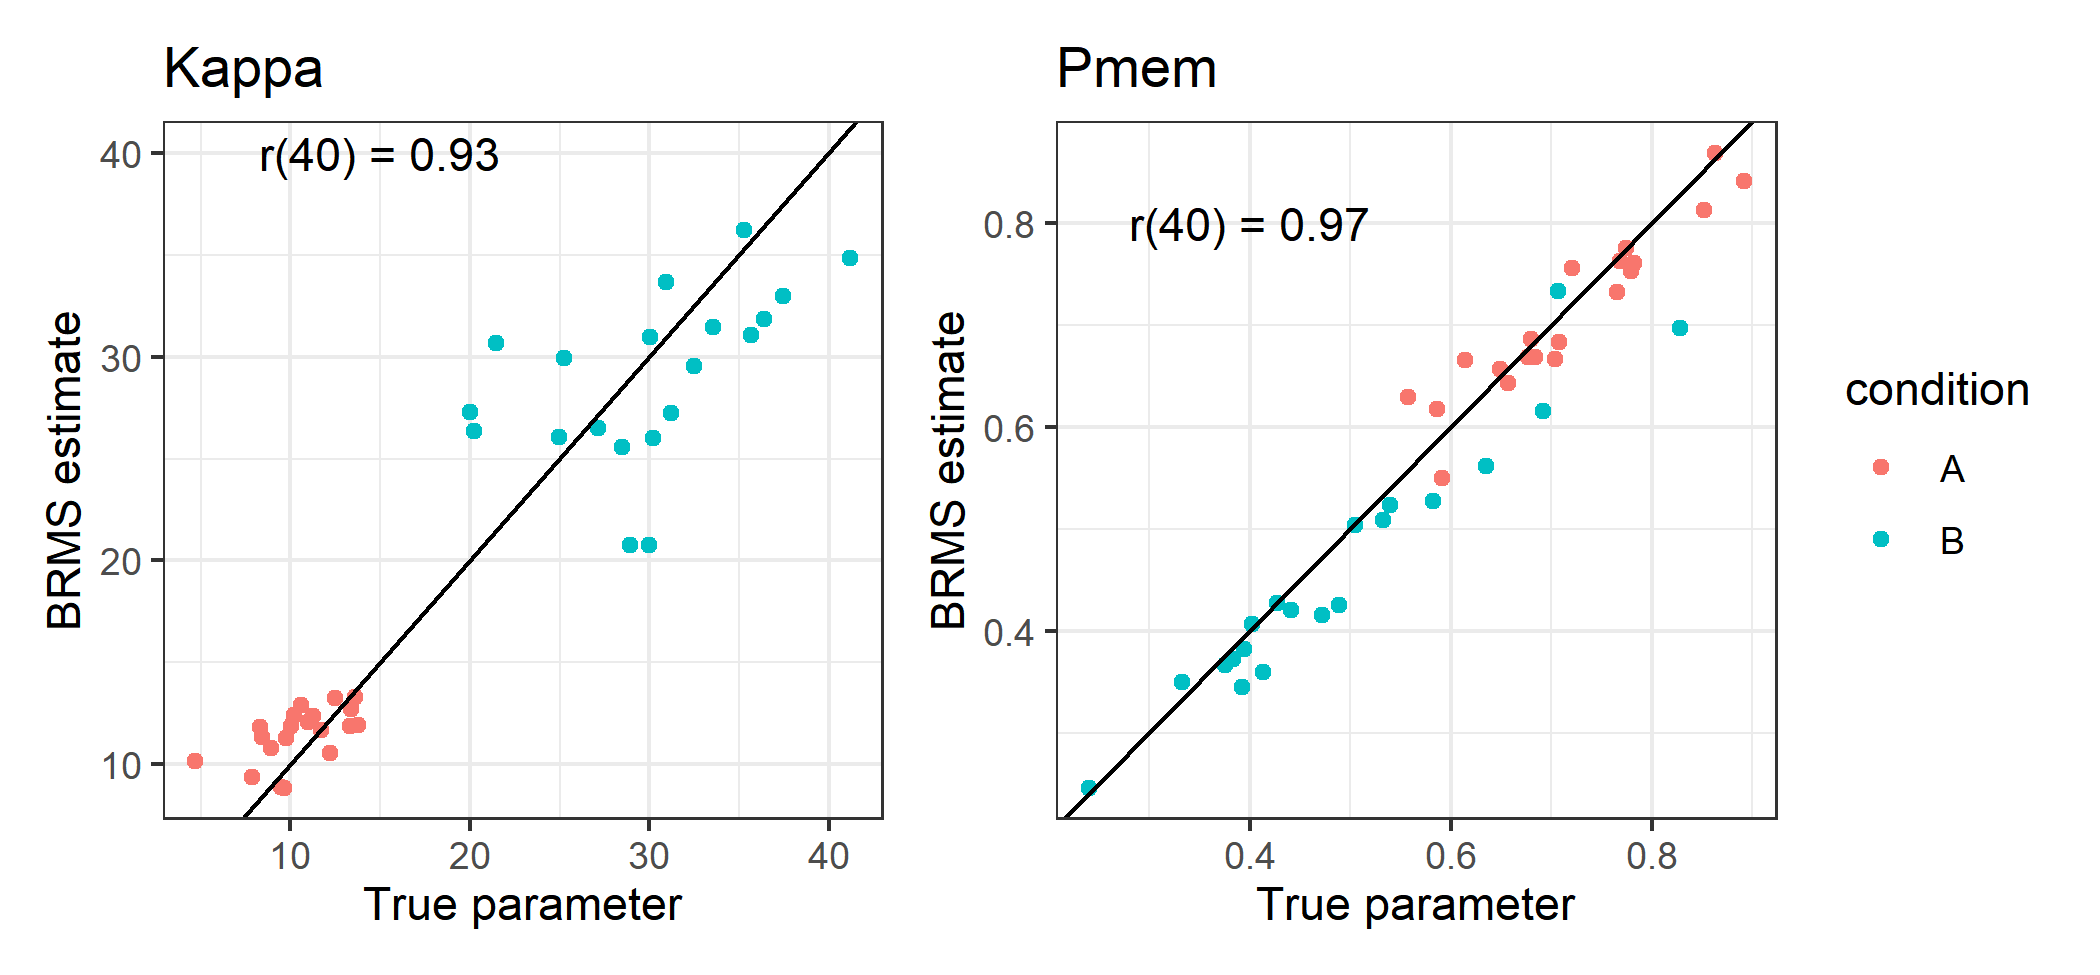 Kappa
r(40) = 0.93
40
30
20
10
BRMS estimate
10 20 30 40
True parameter
Pmem
r(40) = 0.97
0.8
0.6
0.4
BRMS estimate
0.4 0.6 0.8
True parameter
condition
A
B